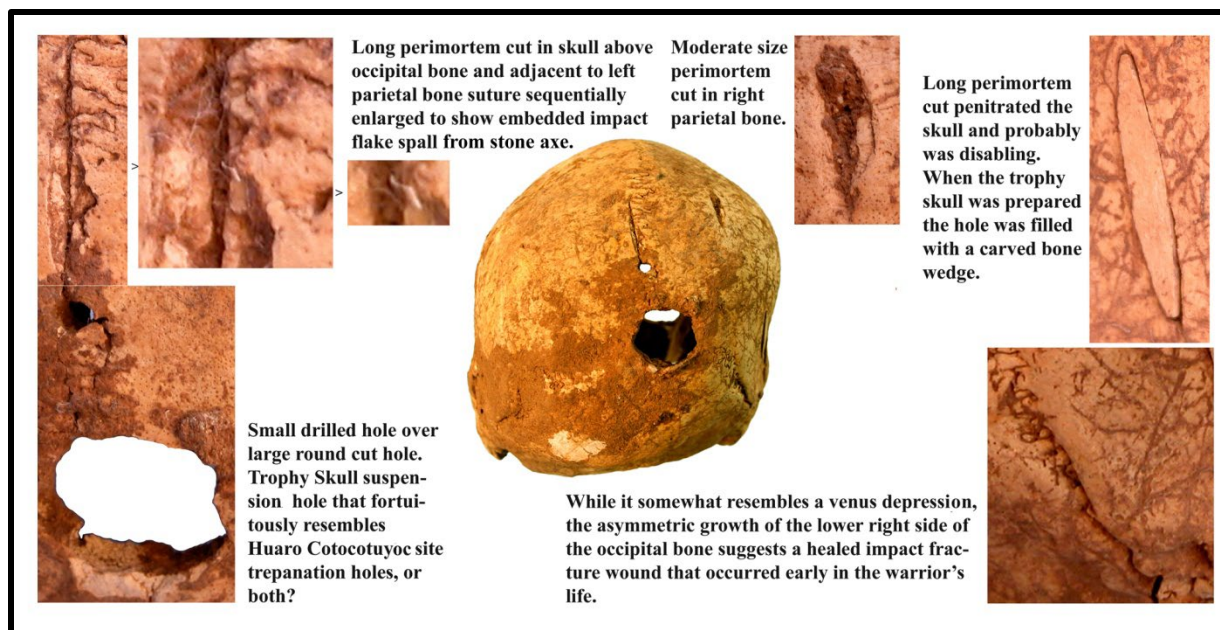 Long perimortem cut in skull above
occipital bone and adjacent to left
parietal bone suture sequentially
enlarged to show embedded impact
flake spall from stone axe.
>
>
Moderate size
perimortem
cut in right
parietal bone.
Long perimortem
cut penitrated the
skull and probably
was disabling.
When the trophy
skull was prepared
the hole was filled
with a carved bone
wedge.
Small drilled hole over
large round cut hole.
Trophy Skull suspen-
sion hole that fortui-
tously resembles
Huaro Cotocotuyoc site
trepanation holes, or
both?
While it somewhat resembles a venus depression,
the asymmetric growth of the lower right side of
the occipital bone suggests a healed impact frac-
ture wound that occurred early in the warrior's
life.